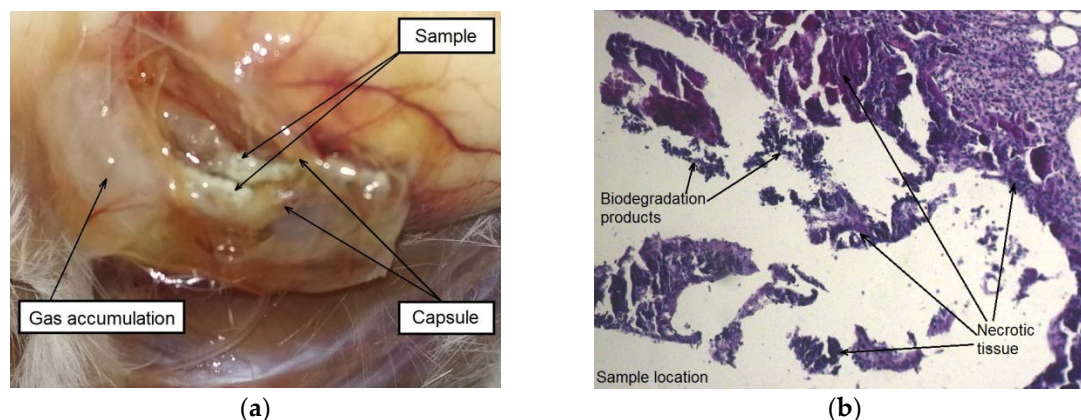 Sample
Gas accumulation
Capsule
(a)
Biodegradation
products
Necrotic
tissue
Sample location
(b)